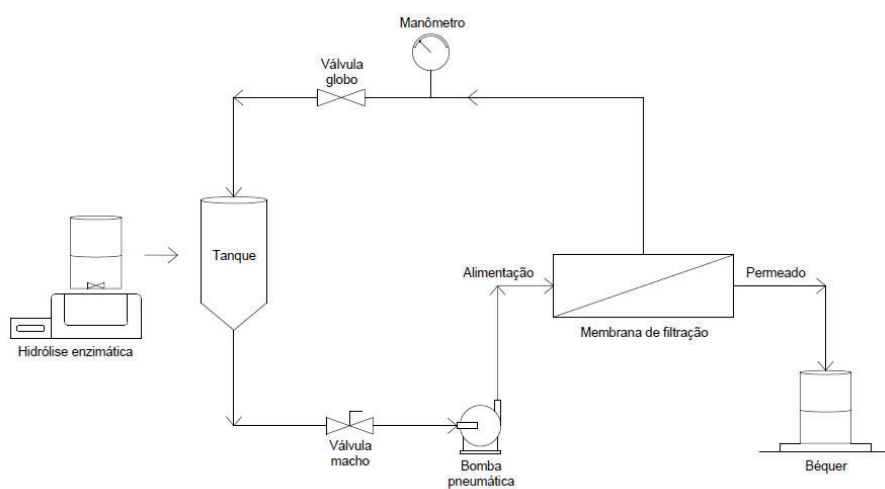 Manômetro
Válvula
globo
Tanque
Alimentação
Permeado
Membrana de filtração
Hidrólise enzimática
Válvula
macho
Bomba
pneumática
Béquer